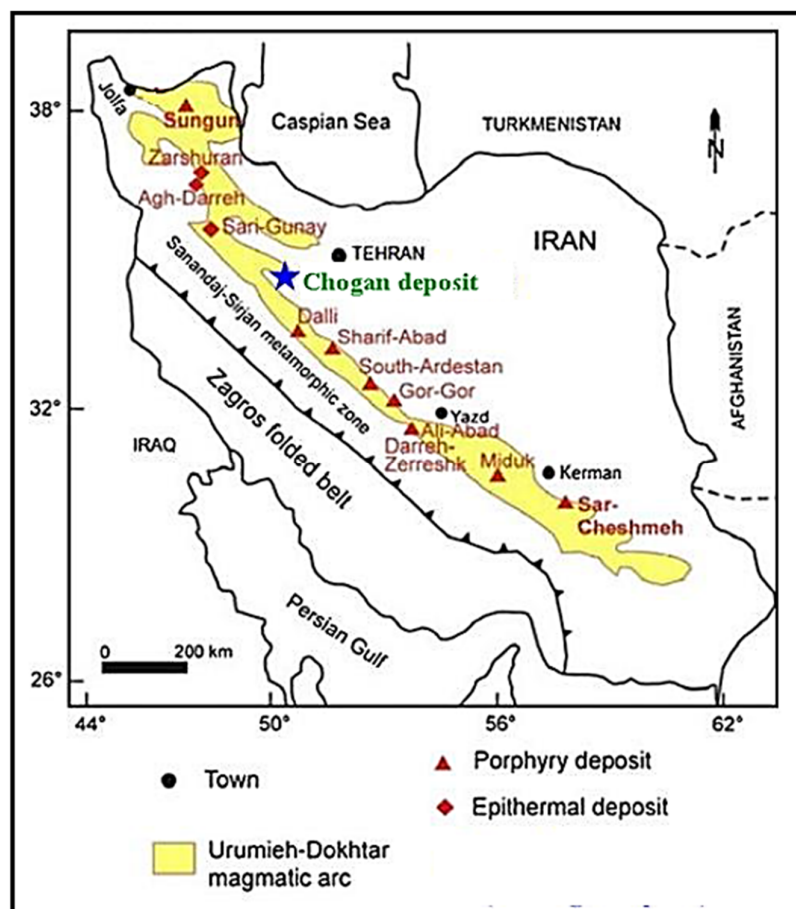 Jolfa
38°
Sungun
Caspian Sea
TURKMENISTAN
N
Zarshuran
Agh-Darreh
Sari-Gunay
TEHRAN
IRAN
Chogan deposit
Sanandaj-Sirjan metamorphic zone
Dalli
Sharif-Abad
South-Ardestan
Gor-Gor
AFGHANISTAN
32°
Yazd
Zagros folded belt
Ali-Abad
IRAQ
Darreh-
Zerreshk
Miduk
Kerman
Sar-
Cheshmeh
Persian Gulf
0 200 km
26°
44° 50° 56° 62°
Town
Porphyry deposit
Epithermal deposit
Urumieh-Dokhtar
magmatic arc